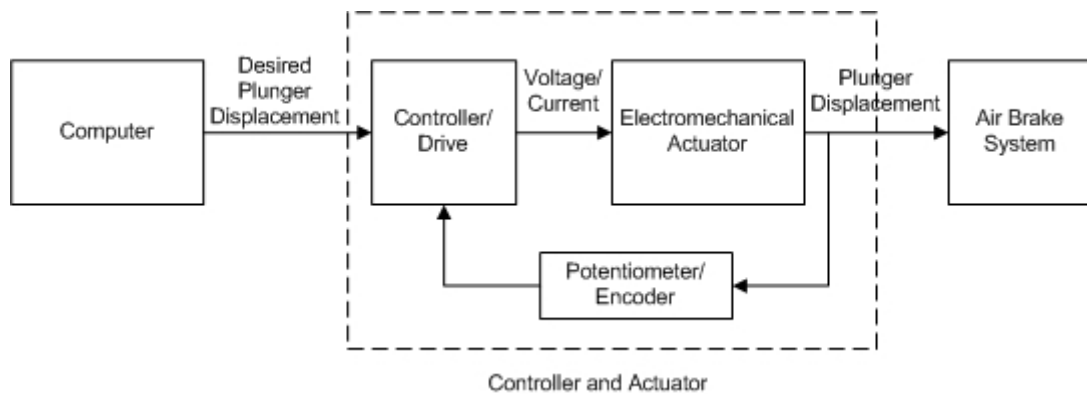 Computer
Desired
Plunger
Displacement
Controller/
Drive
Voltage/
Current
Electromechanical
Actuator
Plunger
Displacement
Air Brake
System
Potentiometer/
Encoder
Controller and Actuator